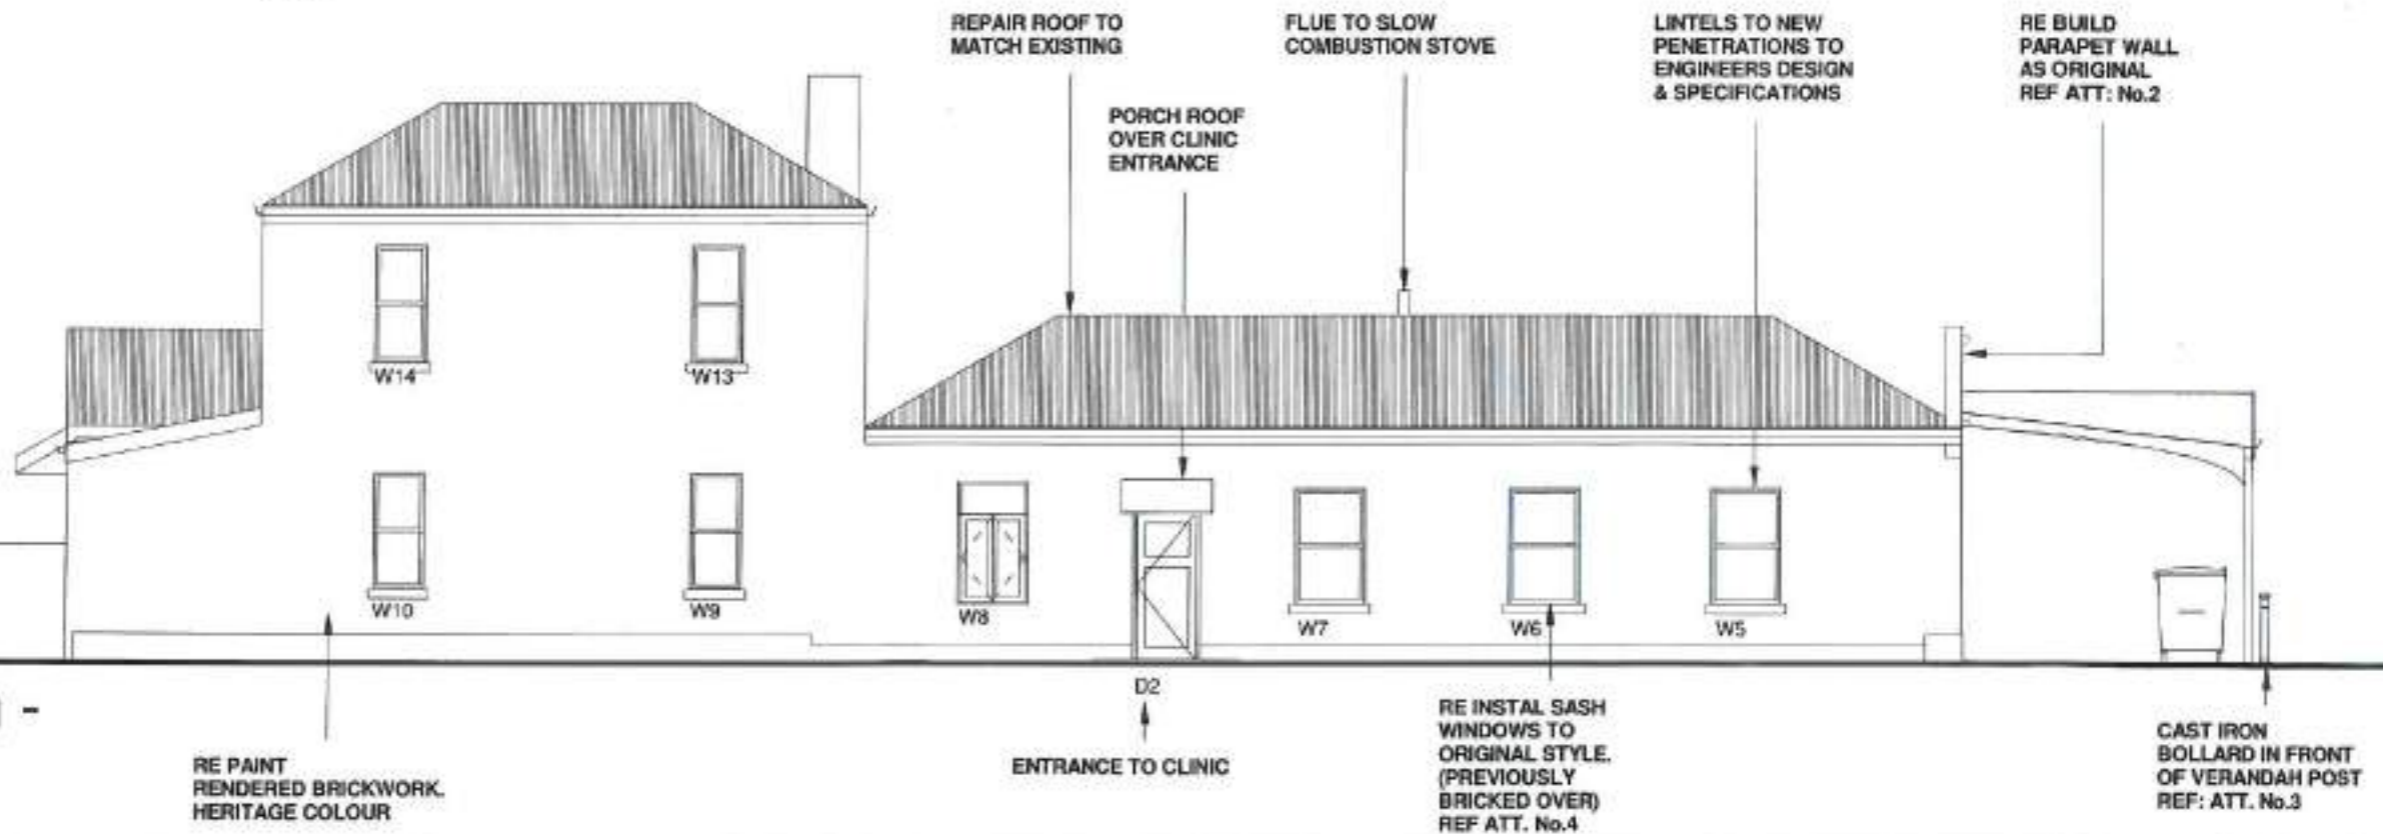 REPAIR ROOF TO
MATCH EXISTING
FLUE TO SLOW
COMBUSTION STOVE
LINTELS TO NEW
PENETRATIONS TO
ENGINEERS DESIGN
& SPECIFICATIONS
RE BUILD
PARAPET WALL
AS ORIGINAL
REF ATT: No.2
PORCH ROOF
OVER CLINIC
ENTRANCE
W14
W13
W10
W9
W8
W7
W6
W5
D2
ENTRANCE TO CLINIC
RE PAINT
RENDERED BRICKWORK.
HERITAGE COLOUR
RE INSTAL SASH
WINDOWS TO
ORIGINAL STYLE.
(PREVIOUSLY
BRICKED OVER)
REF ATT. No.4
CAST IRON
BOLLARD IN FRONT
OF VERANDAH POST
REF: ATT. No.3